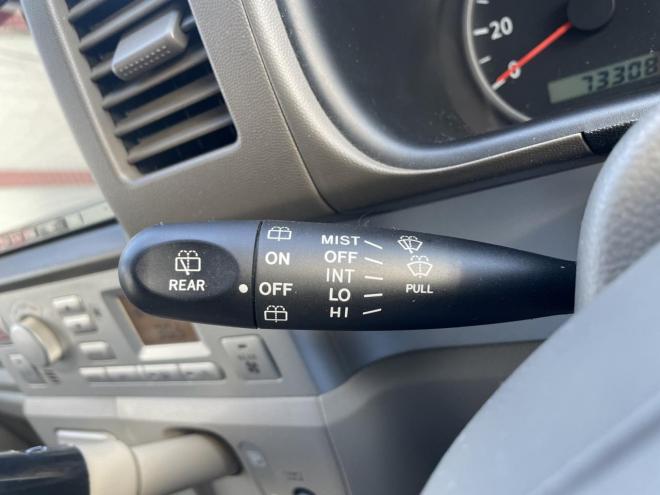 20
0
73308
REAR
ON
OFF
MIST
OFF
INT
LO
HI
PULL